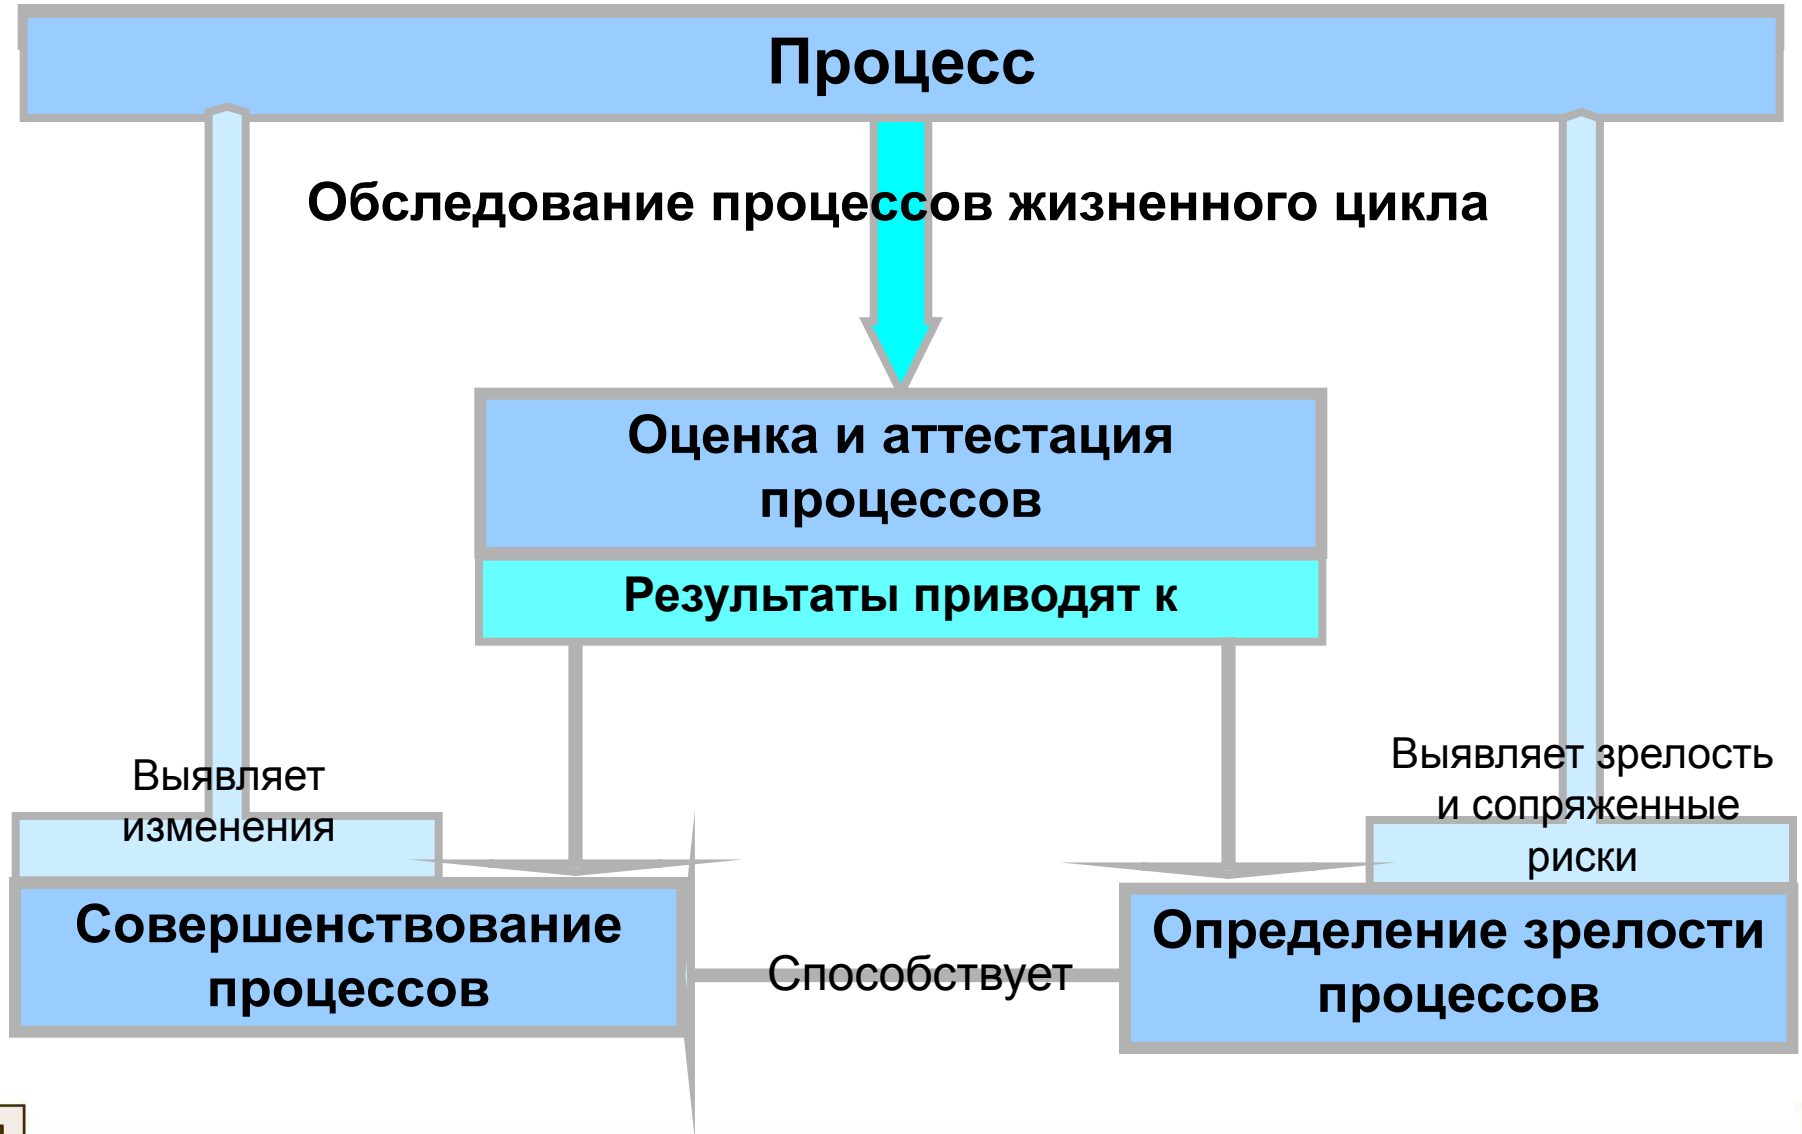 Процесс
Обследование процессов жизненного цикла
Оценка и аттестация
процессов
Результаты приводят к
Выявляет
изменения
Выявляет зрелость
и сопряженные
риски
Совершенствование
процессов
Способствует
Определение зрелости
процессов